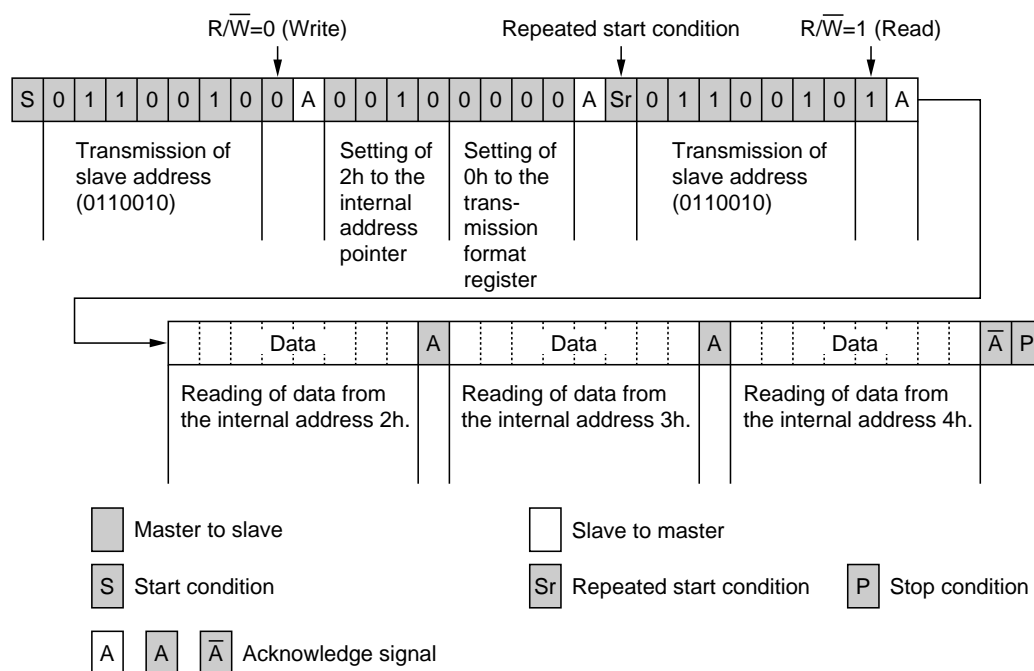 R/W̅=0 (Write) Repeated start condition R/W̅=1 (Read)
S 0 1 1 0 0 1 0 0 A 0 0 1 0 0 0 0 0 A Sr 0 1 1 0 0 1 0 1 A
Transmission of
slave address
(0110010)
Setting of
2h to the
internal
address
pointer
Setting of
0h to the
trans-
mission
format
register
Transmission of
slave address
(0110010)
Data A Data A Data A̅ P
Reading of data from
the internal address 2h.
Reading of data from
the internal address 3h.
Reading of data from
the internal address 4h.
Master to slave
Slave to master
S Start condition
Sr Repeated start condition
P Stop condition
A A A̅ Acknowledge signal